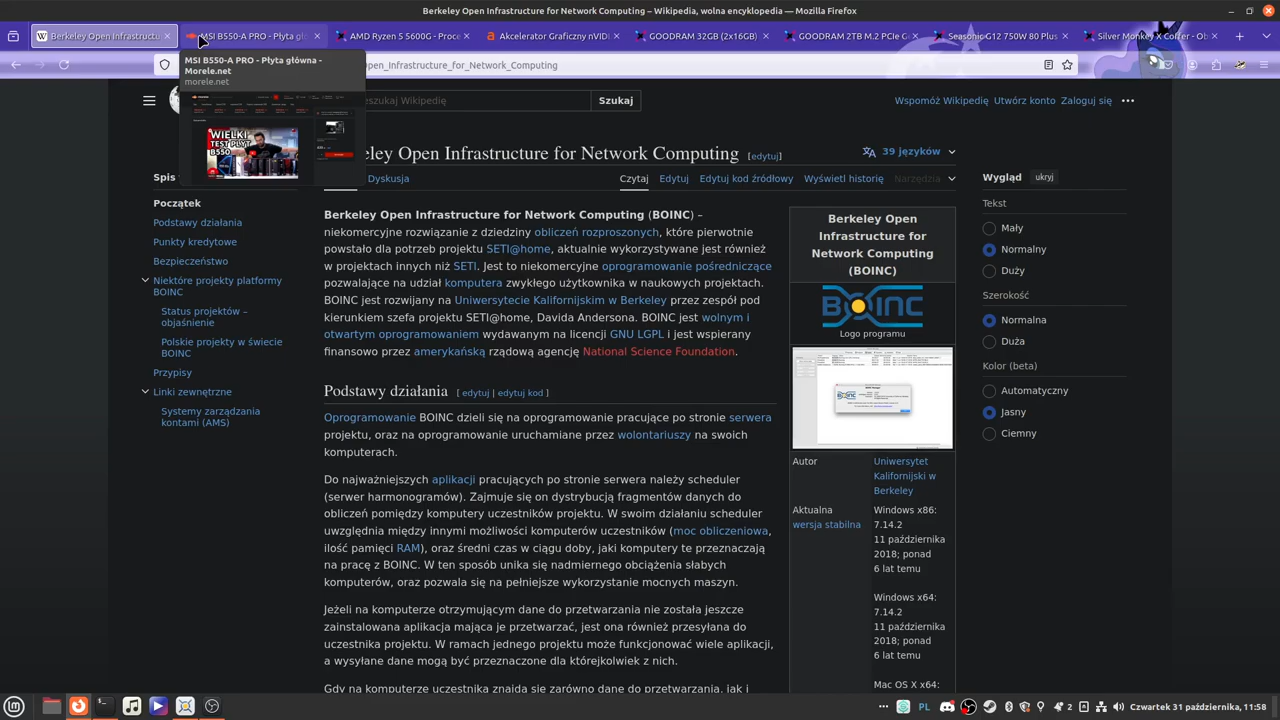 Berkeley Open Infrastructure for Network Computing – Wikipedia, wolna encyklopedia — Mozilla Firefox
Berkeley Open Infrastructu
MSI B550-A PRO - Płyta głó
AMD Ryzen 5 5600G - Proce
Akcelerator Graficzny nVIDI
GOODRAM 32GB (2x16GB)
GOODRAM 2TB M.2 PCIe G
Seasonic G12 750W 80 Plus
Silver Monkey X Coffer - Ob
MSI B550-A PRO - Płyta główna -
Morele.net
morele.net
WIELKI
TEST PŁYT
B550
Open_Infrastructure_for_Network_Computing
eszukaj Wikipedię
Szukaj
Wspomóż Wikipedię Utwórz konto Zaloguj się
eley Open Infrastructure for Network Computing [edytuj]
39 języków
Dyskusja
Czytaj Edytuj Edytuj kod źródłowy Wyświetl historię Narzędzia
Spis
Początek
Podstawy działania
Punkty kredytowe
Bezpieczeństwo
Niektóre projekty platformy
BOINC
Status projektów –
objaśnienie
Polskie projekty w świecie
BOINC
Przypisy
Linki zewnętrzne
Systemy zarządzania
kontami (AMS)
Berkeley Open Infrastructure for Network Computing (BOINC) –
niekomercyjne rozwiązanie z dziedziny obliczeń rozproszonych, które pierwotnie
powstało dla potrzeb projektu SETI@home, aktualnie wykorzystywane jest również
w projektach innych niż SETI. Jest to niekomercyjne oprogramowanie pośredniczące
pozwalające na udział komputera zwykłego użytkownika w naukowych projektach.
BOINC jest rozwijany na Uniwersytecie Kalifornijskim w Berkeley przez zespół pod
kierunkiem szefa projektu SETI@home, Davida Andersona. BOINC jest wolnym i
otwartym oprogramowaniem wydawanym na licencji GNU LGPL i jest wspierany
finansowo przez amerykańską rządową agencję National Science Foundation.
Podstawy działania [ edytuj | edytuj kod ]
Oprogramowanie BOINC dzieli się na oprogramowanie pracujące po stronie serwera
projektu, oraz na oprogramowanie uruchamiane przez wolontariuszy na swoich
komputerach.
Do najważniejszych aplikacji pracujących po stronie serwera należy scheduler
(serwer harmonogramów). Zajmuje się on dystrybucją fragmentów danych do
obliczeń pomiędzy komputery uczestników projektu. W swoim działaniu scheduler
uwzględnia między innymi możliwości komputerów uczestników (moc obliczeniowa,
ilość pamięci RAM), oraz średni czas w ciągu doby, jaki komputery te przeznaczają
na pracę z BOINC. W ten sposób unika się nadmiernego obciążenia słabych
komputerów, oraz pozwala się na pełniejsze wykorzystanie mocnych maszyn.
Jeżeli na komputerze otrzymującym dane do przetwarzania nie została jeszcze
zainstalowana aplikacja mająca je przetwarzać, jest ona również przesyłana do
uczestnika projektu. W ramach jednego projektu może funkcjonować wiele aplikacji,
a wysyłane dane mogą być przeznaczone dla którejkolwiek z nich.
Gdy na komputerze uczestnika znajdą się zarówno dane do przetwarzania, jak i
Berkeley Open
Infrastructure for
Network Computing
(BOINC)
BOINC
Logo programu
Autor
Uniwersytet
Kalifornijski w
Berkeley
Aktualna
wersja stabilna
Windows x86:
7.14.2
11 października
2018; ponad
6 lat temu
Windows x64:
7.14.2
11 października
2018; ponad
6 lat temu
Mac OS X x64:
Wygląd ukryj
Tekst
Mały
Normalny
Duży
Szerokość
Normalna
Duża
Kolor (beta)
Automatyczny
Jasny
Ciemny
PL
2
Czwartek 31 października, 11:58